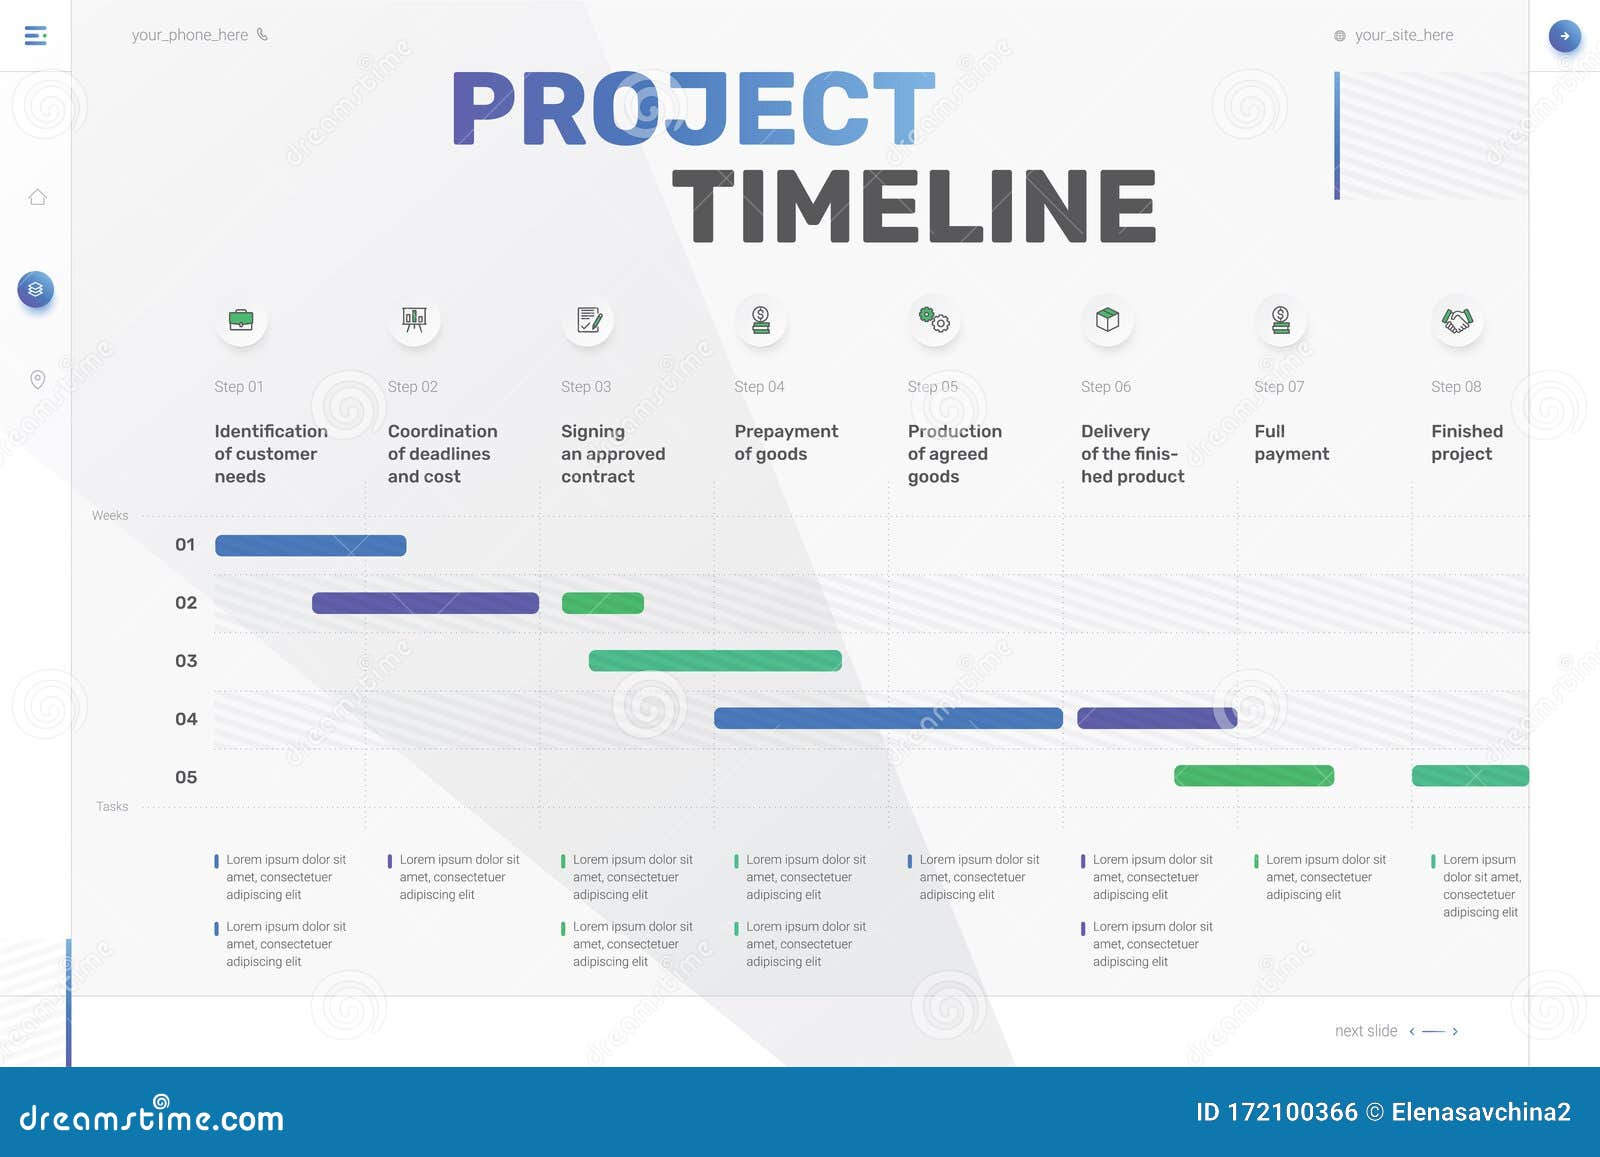 your_phone_here
your_site_here
PROJECT
TIMELINE
Step 01
Identification
of customer
needs
Step 02
Coordination
of deadlines
and cost
Step 03
Signing
an approved
contract
Step 04
Prepayment
of goods
Step 05
Production
of agreed
goods
Step 06
Delivery
of the finis-
hed product
Step 07
Full
payment
Step 08
Finished
project
Weeks
01
02
03
04
05
Tasks
Lorem ipsum dolor sit
amet, consectetuer
adipiscing elit
Lorem ipsum dolor sit
amet, consectetuer
adipiscing elit
Lorem ipsum dolor sit
amet, consectetuer
adipiscing elit
Lorem ipsum dolor sit
amet, consectetuer
adipiscing elit
Lorem ipsum dolor sit
amet, consectetuer
adipiscing elit
Lorem ipsum dolor sit
amet, consectetuer
adipiscing elit
Lorem ipsum dolor sit
amet, consectetuer
adipiscing elit
Lorem ipsum dolor sit
amet, consectetuer
adipiscing elit
Lorem ipsum dolor sit
amet, consectetuer
adipiscing elit
Lorem ipsum dolor sit
amet, consectetuer
adipiscing elit
Lorem ipsum dolor sit
amet, consectetuer
adipiscing elit
Lorem ipsum
dolor sit amet,
consectetuer
adipiscing elit
next slide
dreamstime.com
ID 172100366 © Elenasavchina2